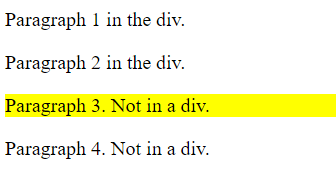 Paragraph 1 in the div.
Paragraph 2 in the div.
Paragraph 3. Not in a div.
Paragraph 4. Not in a div.